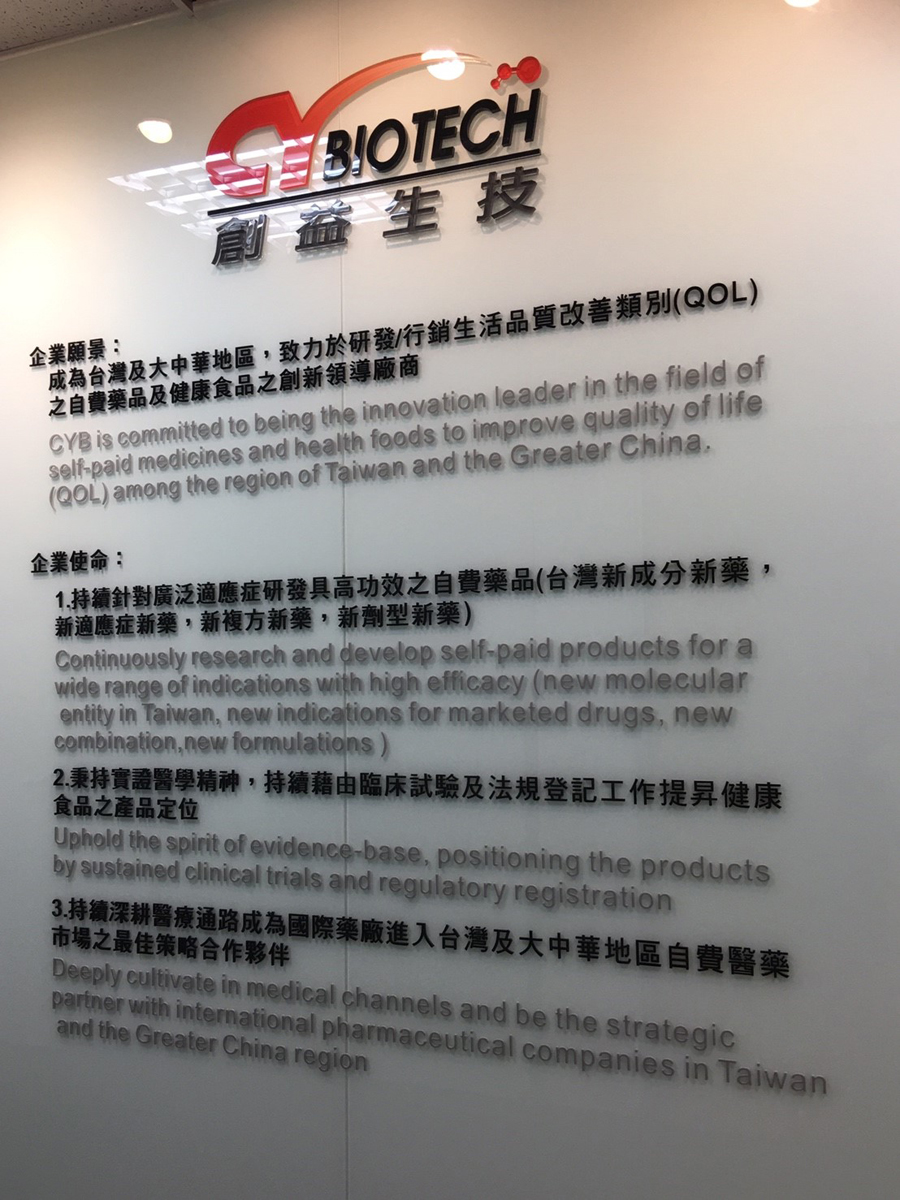 CY BIOTECH
創益生技
企業願景：
成為台灣及大中華地區，致力於研發/行銷生活品質改善類別(QOL)
之自費藥品及健康食品之創新領導廠商
CYB is committed to being the innovation leader in the field of
self-paid medicines and health foods to improve quality of life
(QOL) among the region of Taiwan and the Greater China.
企業使命：
1.持續針對廣泛適應症研發具高功效之自費藥品(台灣新成分新藥，
新適應症新藥，新複方新藥，新劑型新藥)
Continuously research and develop self-paid products for a
wide range of indications with high efficacy (new molecular
entity in Taiwan, new indications for marketed drugs, new
combination,new formulations )
2.秉持實證醫學精神，持續藉由臨床試驗及法規登記工作提昇健康
食品之產品定位
Uphold the spirit of evidence-base, positioning the products
by sustained clinical trials and regulatory registration
3.持續深耕醫療通路成為國際藥廠進入台灣及大中華地區自費醫藥
市場之最佳策略合作夥伴
Deeply cultivate in medical channels and be the strategic
partner with international pharmaceutical companies in Taiwan
and the Greater China region